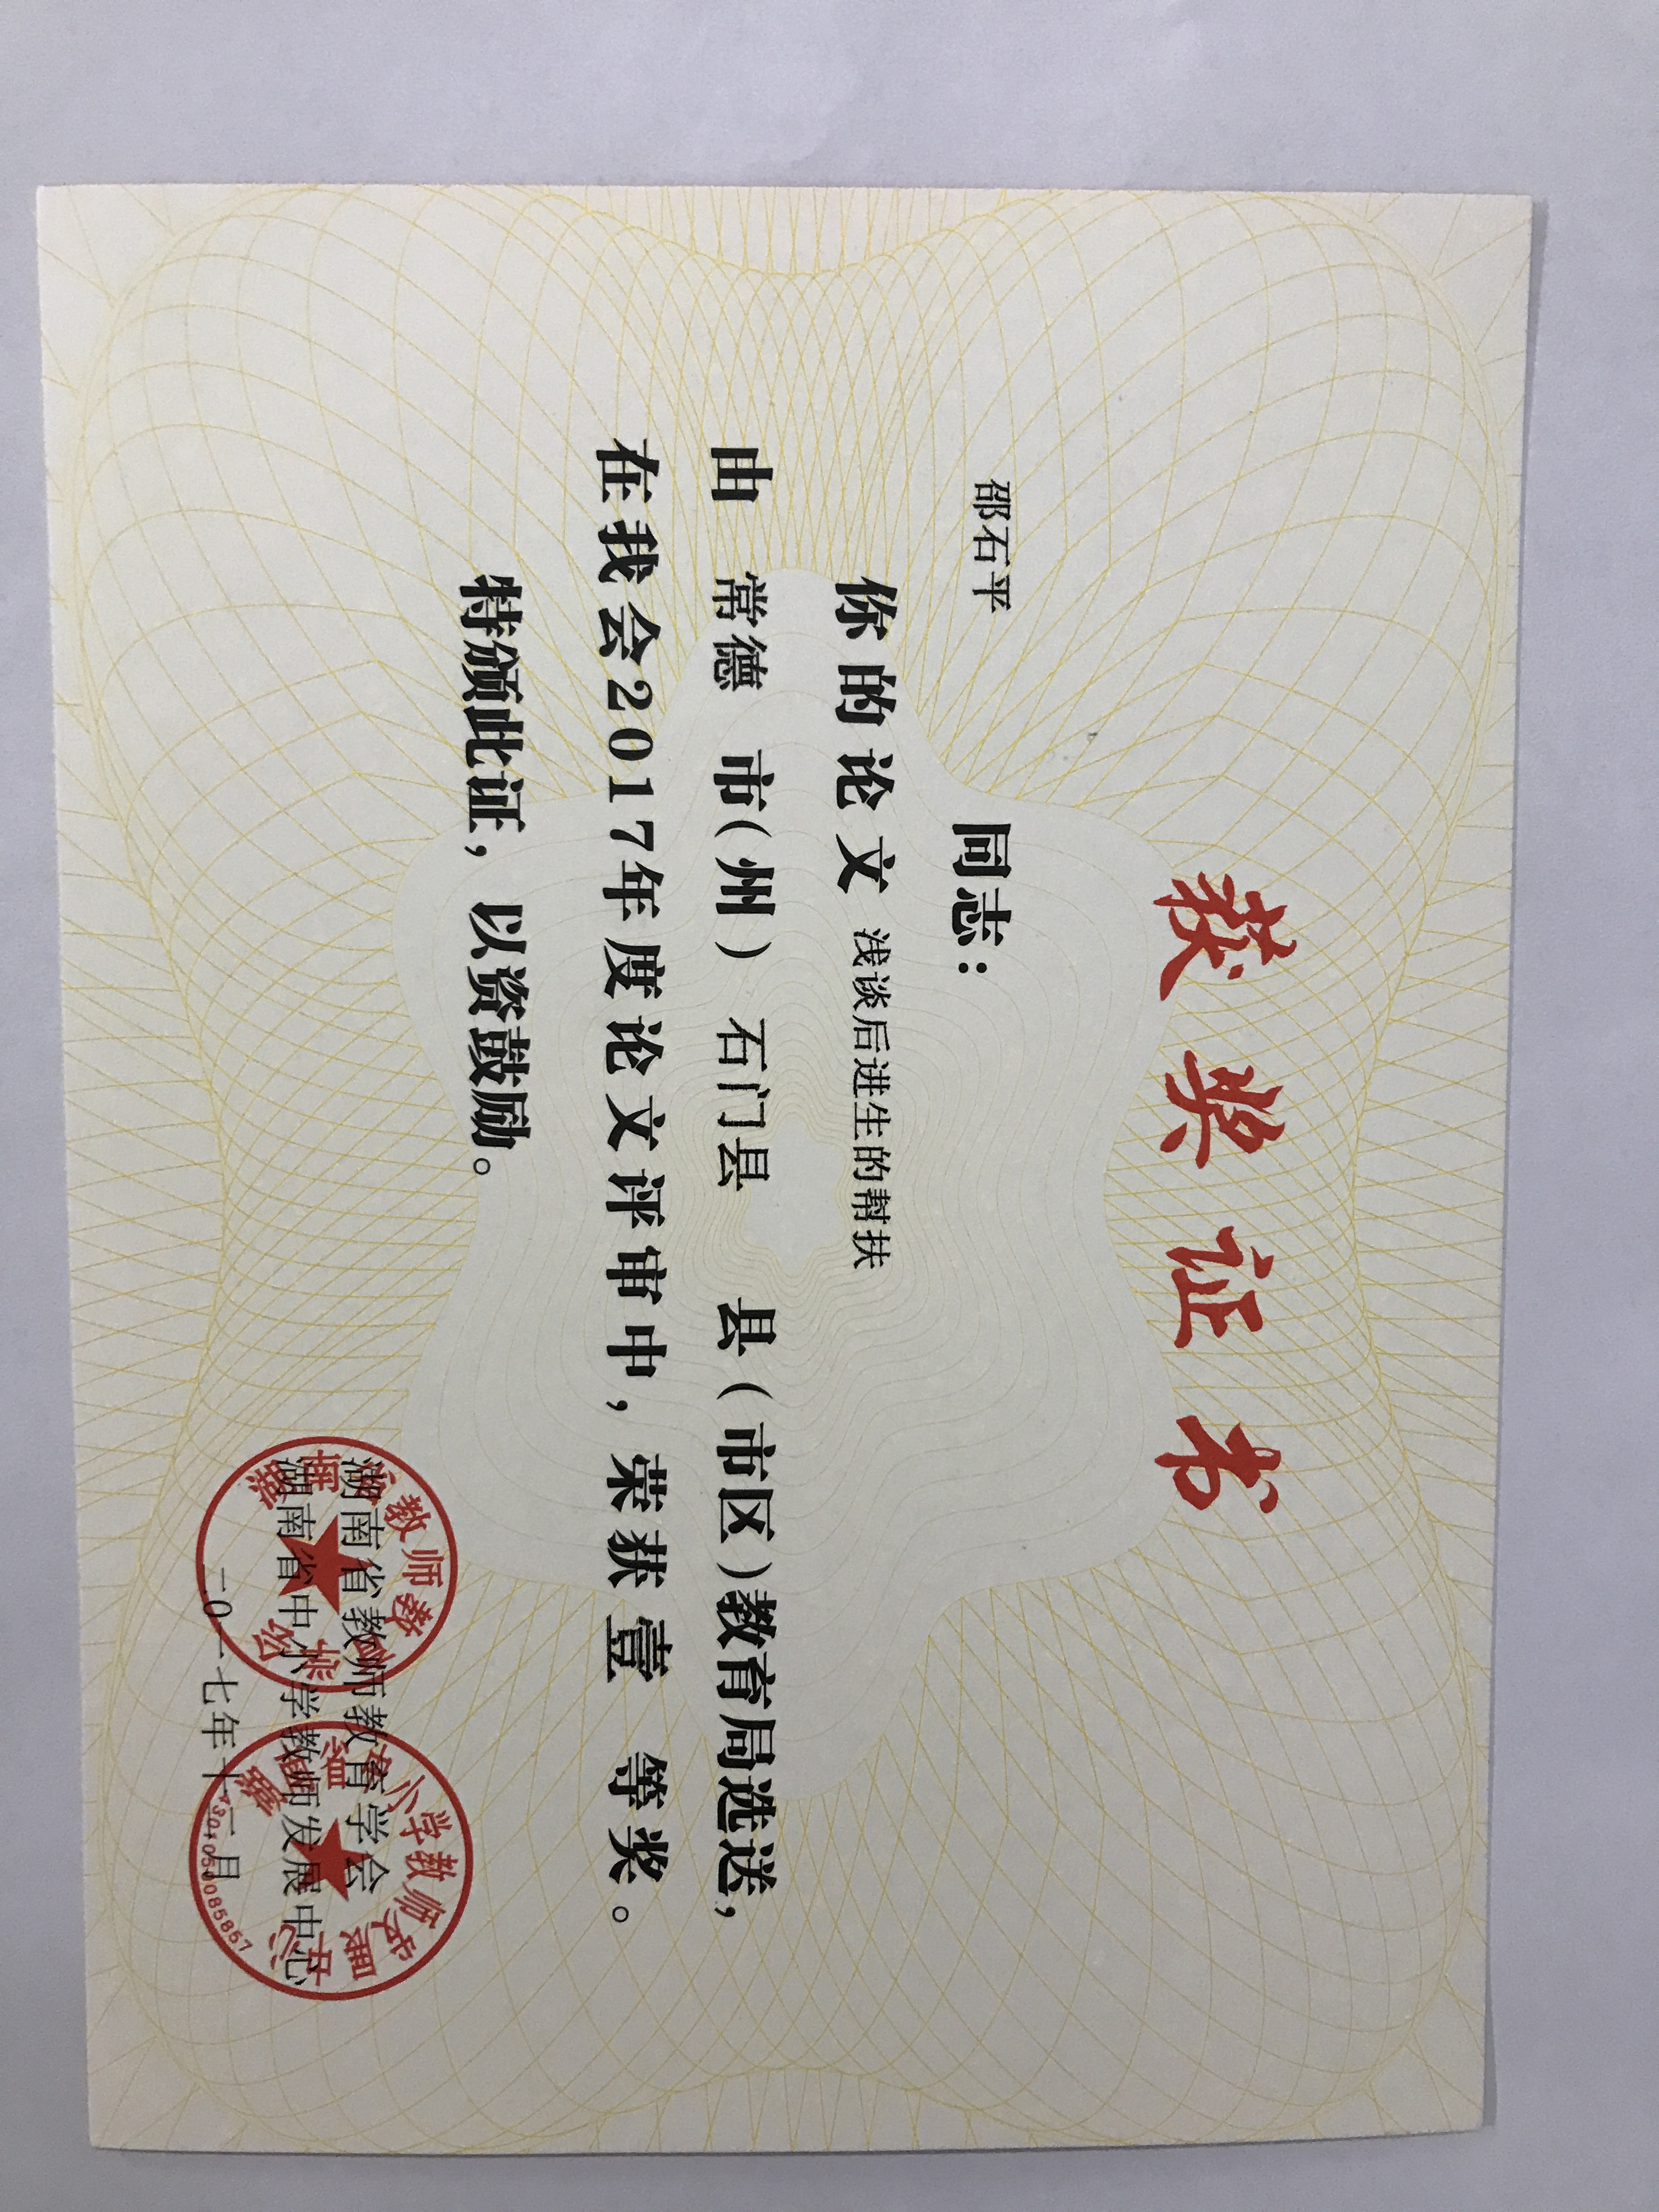 获奖证书
邵石平 同志：
你的论文 浅谈后进生的帮扶
由 常德 市（州） 石门县 县（市区）教育局选送，
在我会2017年度论文评审中，荣获 壹 等奖。
特颁此证，以资鼓励。
湖南省教师教育学会
湖南省中小学教师发展中心
二〇一七年十二月